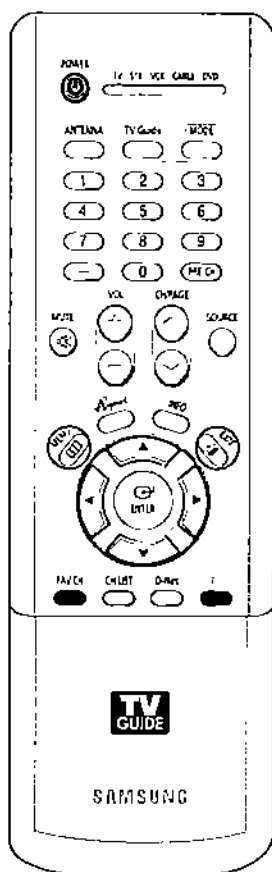 POWER
TV STB VCR CABLE DVD
ANTENNA TV Guide MODE
1 2 3
4 5 6
7 8 9
— 0 PRE CH
VOL CH/PAGE
MUTE SOURCE
+
−
INFO
MENU EXIT
ENTER
FAV.CH CH LIST D-Net
TV
GUIDE
SAMSUNG